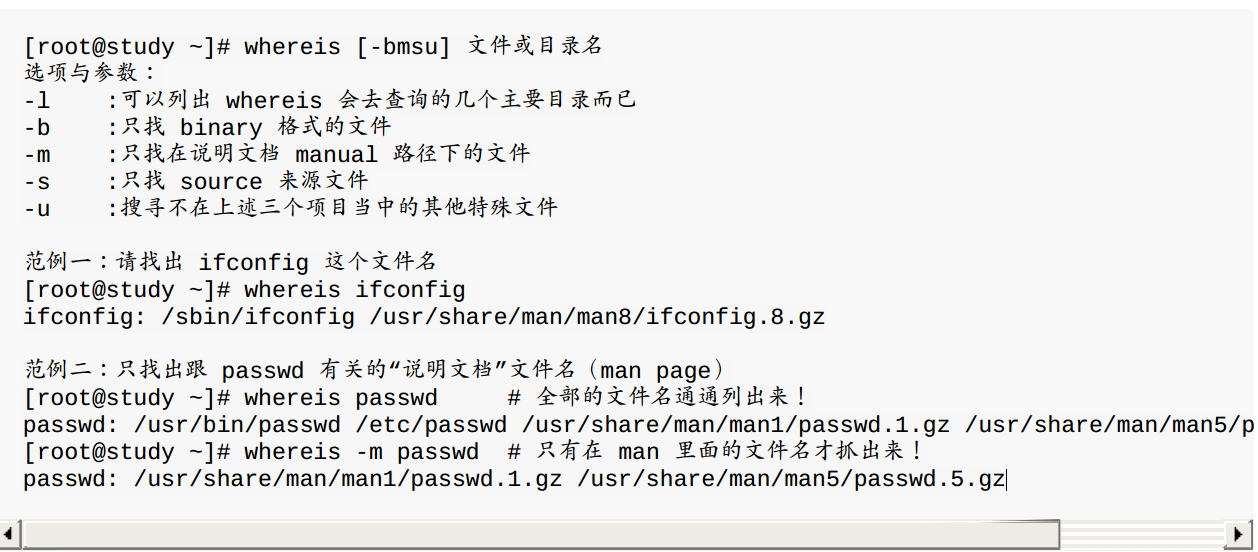 [root@study ~]# whereis [-bmsu] 文件或目录名
选项与参数：
-l    :可以列出 whereis 会去查询的几个主要目录而已
-b    :只找 binary 格式的文件
-m    :只找在说明文档 manual 路径下的文件
-s    :只找 source 来源文件
-u    :搜寻不在上述三个项目当中的其他特殊文件
范例一：请找出 ifconfig 这个文件名
[root@study ~]# whereis ifconfig
ifconfig: /sbin/ifconfig /usr/share/man/man8/ifconfig.8.gz
范例二：只找出跟 passwd 有关的“说明文档”文件名（man page）
[root@study ~]# whereis passwd     # 全部的文件名通通列出来！
passwd: /usr/bin/passwd /etc/passwd /usr/share/man/man1/passwd.1.gz /usr/share/man/man5/p
[root@study ~]# whereis -m passwd  # 只有在 man 里面的文件名才抓出来！
passwd: /usr/share/man/man1/passwd.1.gz /usr/share/man/man5/passwd.5.gz